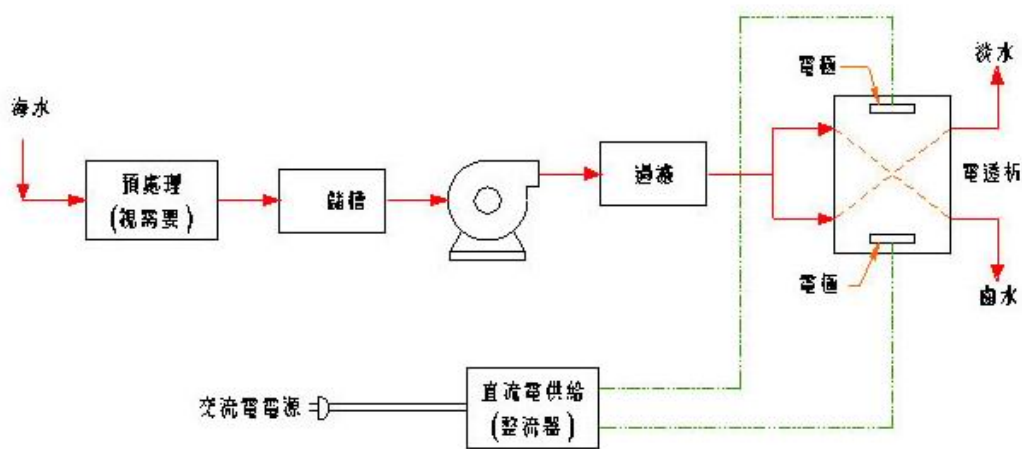 海水
預處理
(視需要)
儲槽
過濾
電極
淡水
電透析
電極
鹵水
交流電電源
直流電供給
(整流器)